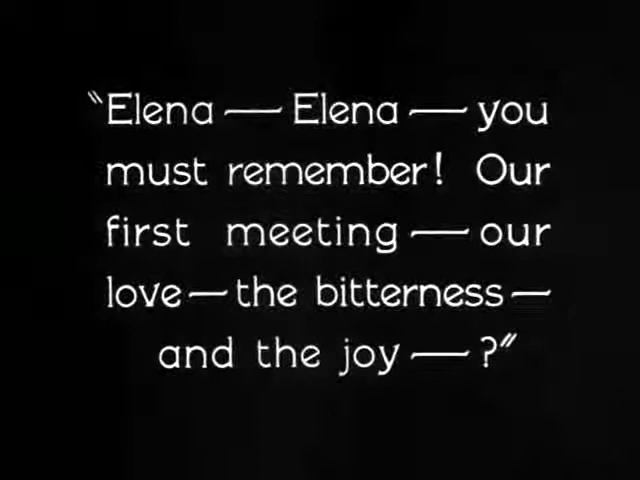 "Elena — Elena — you
must remember! Our
first meeting — our
love — the bitterness —
and the joy — ?"